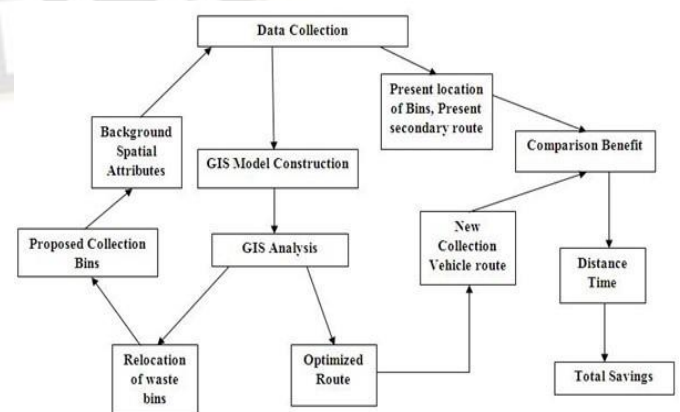 Data Collection
Present location
of Bins, Present
secondary route
Background
Spatial
Attributes
GIS Model Construction
Comparison Benefit
Proposed Collection
Bins
GIS Analysis
New
Collection
Vehicle route
Distance
Time
Relocation
of waste
bins
Optimized
Route
Total Savings